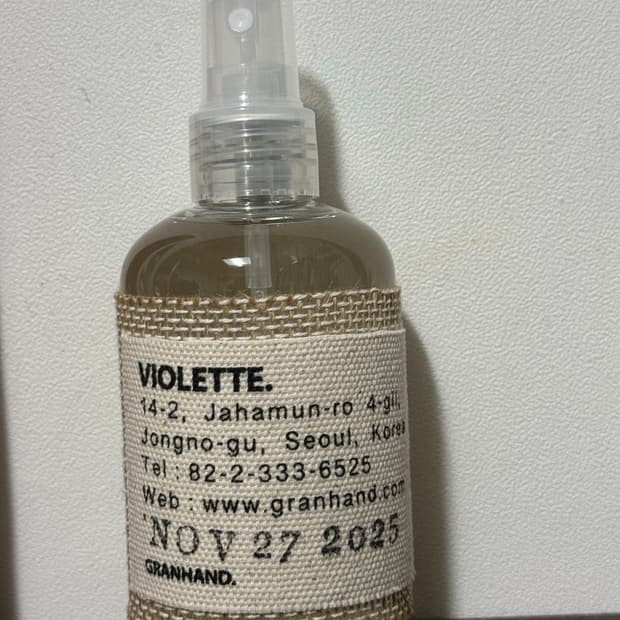 VIOLETTE.
14-2, Jahamun-ro 4-gil,
Jongno-gu, Seoul, Korea
Tel : 82-2-333-6525
Web : www.granhand.com
'NOV 27 2025
GRANHAND.